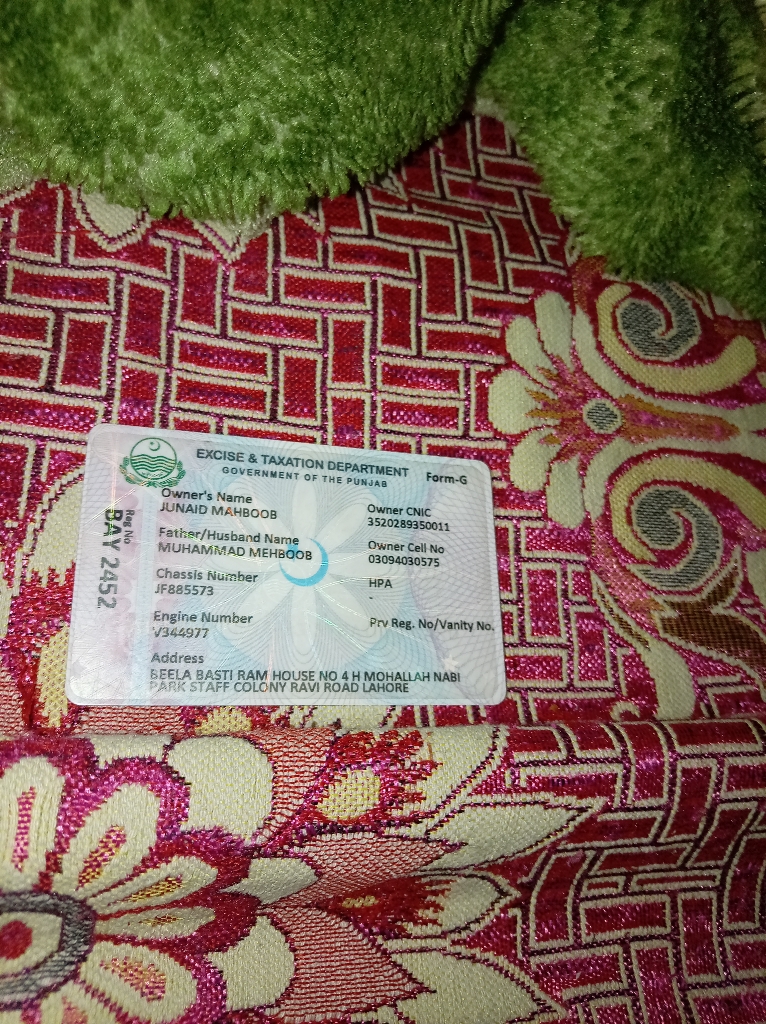 EXCISE & TAXATION DEPARTMENT
GOVERNMENT OF THE PUNJAB
Form-G
Reg No
BAY 2452
Owner's Name
JUNAID MAHBOOB
Owner CNIC
3520289350011
Father/Husband Name
MUHAMMAD MEHBOOB
Owner Cell No
03094030575
Chassis Number
JF885573
HPA
-
Engine Number
V344977
Prv Reg. No/Vanity No.
Address
BEELA BASTI RAM HOUSE NO 4 H MOHALLAH NABI
PARK STAFF COLONY RAVI ROAD LAHORE